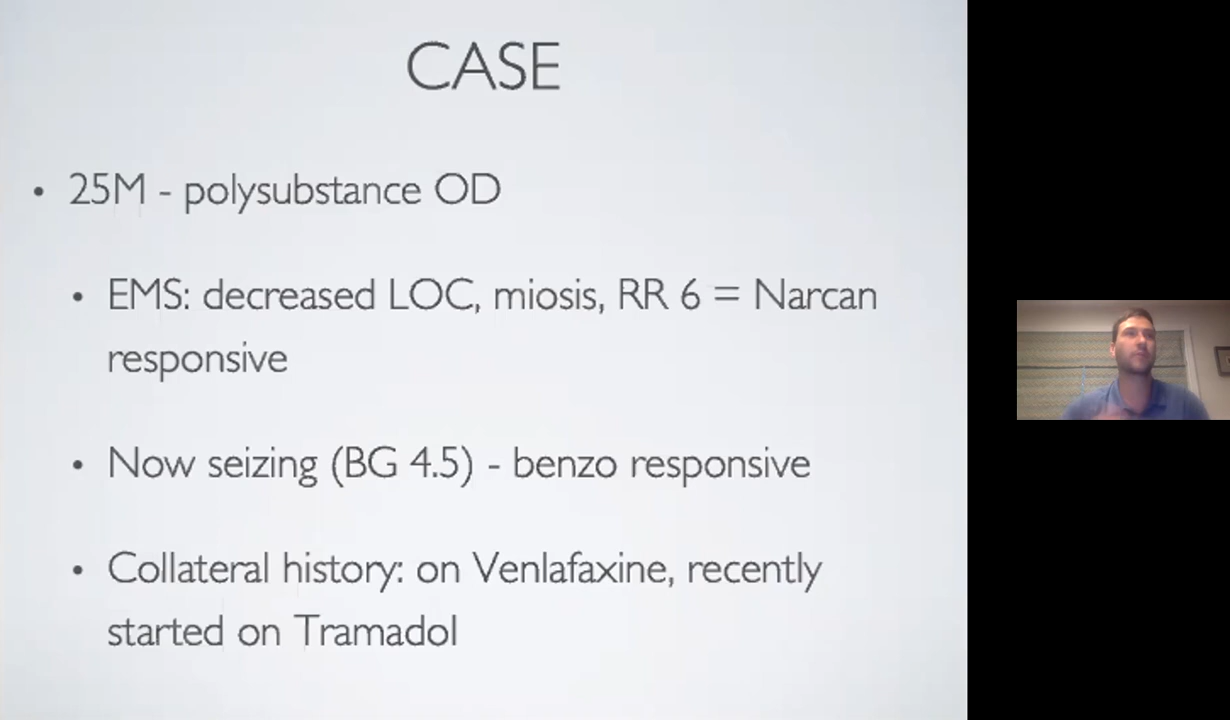 CASE
• 25M - polysubstance OD
• EMS: decreased LOC, miosis, RR 6 = Narcan
responsive
• Now seizing (BG 4.5) - benzo responsive
• Collateral history: on Venlafaxine, recently
started on Tramadol